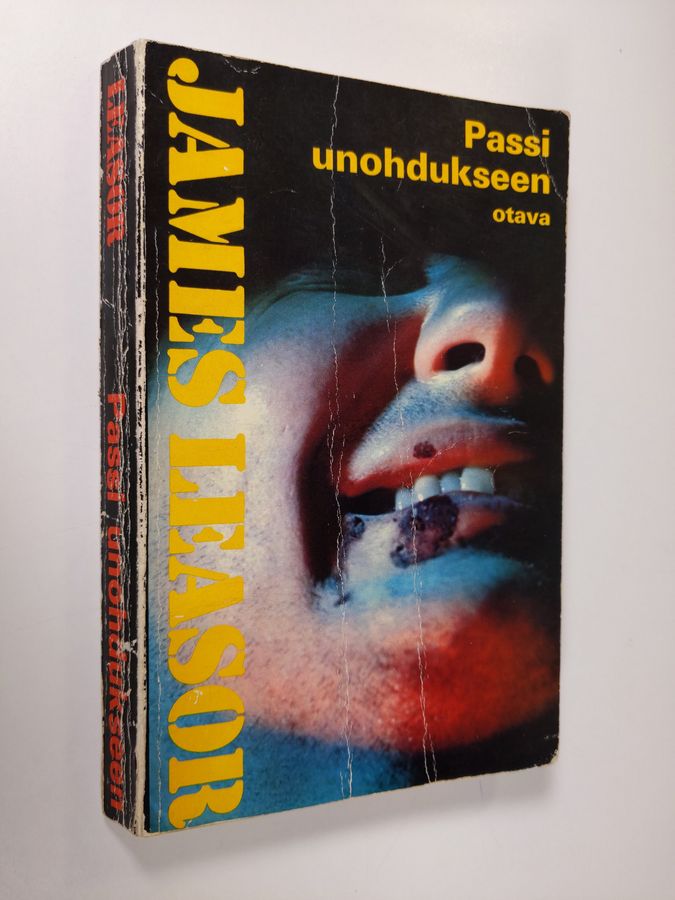 LEASOR
Passi unohdukseen
JAMES LEASOR
Passi
unohdukseen
otava